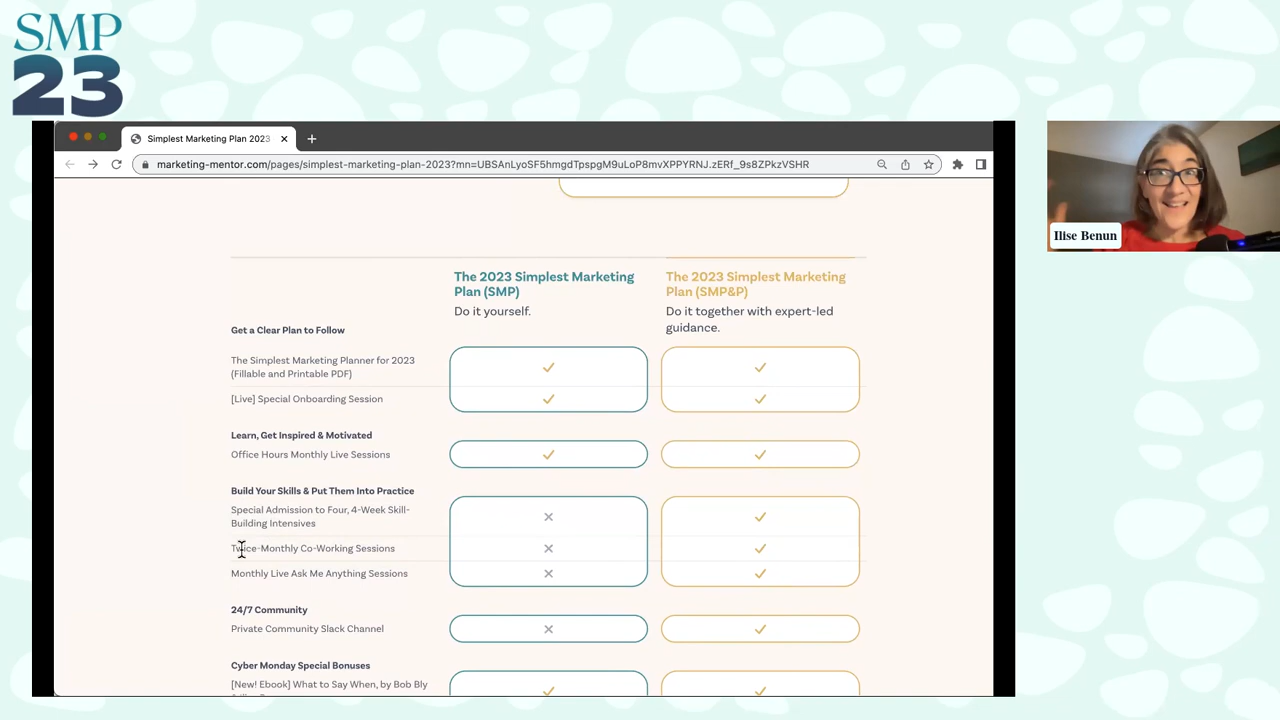 SMP
23
Simplest Marketing Plan 2023
marketing-mentor.com/pages/simplest-marketing-plan-2023?mn=UBSAnLyoSF5hmgdTpspgM9uLoP8mvXPPYRNJ.zERf_9s8ZPkzVSHR
Ilise Benun
The 2023 Simplest Marketing
Plan (SMP)
Do it yourself.
The 2023 Simplest Marketing
Plan (SMP&P)
Do it together with expert-led
guidance.
Get a Clear Plan to Follow
The Simplest Marketing Planner for 2023
(Fillable and Printable PDF)
[Live] Special Onboarding Session
Learn, Get Inspired & Motivated
Office Hours Monthly Live Sessions
Build Your Skills & Put Them Into Practice
Special Admission to Four, 4-Week Skill-
Building Intensives
Twice-Monthly Co-Working Sessions
Monthly Live Ask Me Anything Sessions
24/7 Community
Private Community Slack Channel
Cyber Monday Special Bonuses
[New! Ebook] What to Say When, by Bob Bly